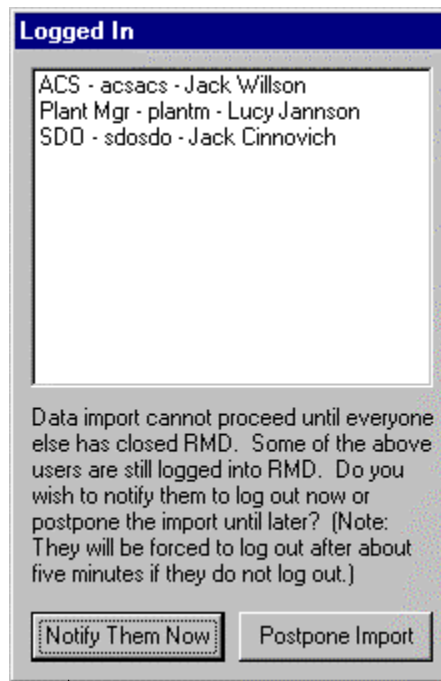 Logged In
ACS - acsacs - Jack Willson
Plant Mgr - plantm - Lucy Jannson
SDO - sdosdo - Jack Cinnovich
Data import cannot proceed until everyone
else has closed RMD.  Some of the above
users are still logged into RMD.  Do you
wish to notify them to log out now or
postpone the import until later?  (Note:
They will be forced to log out after about
five minutes if they do not log out.)
Notify Them Now
Postpone Import